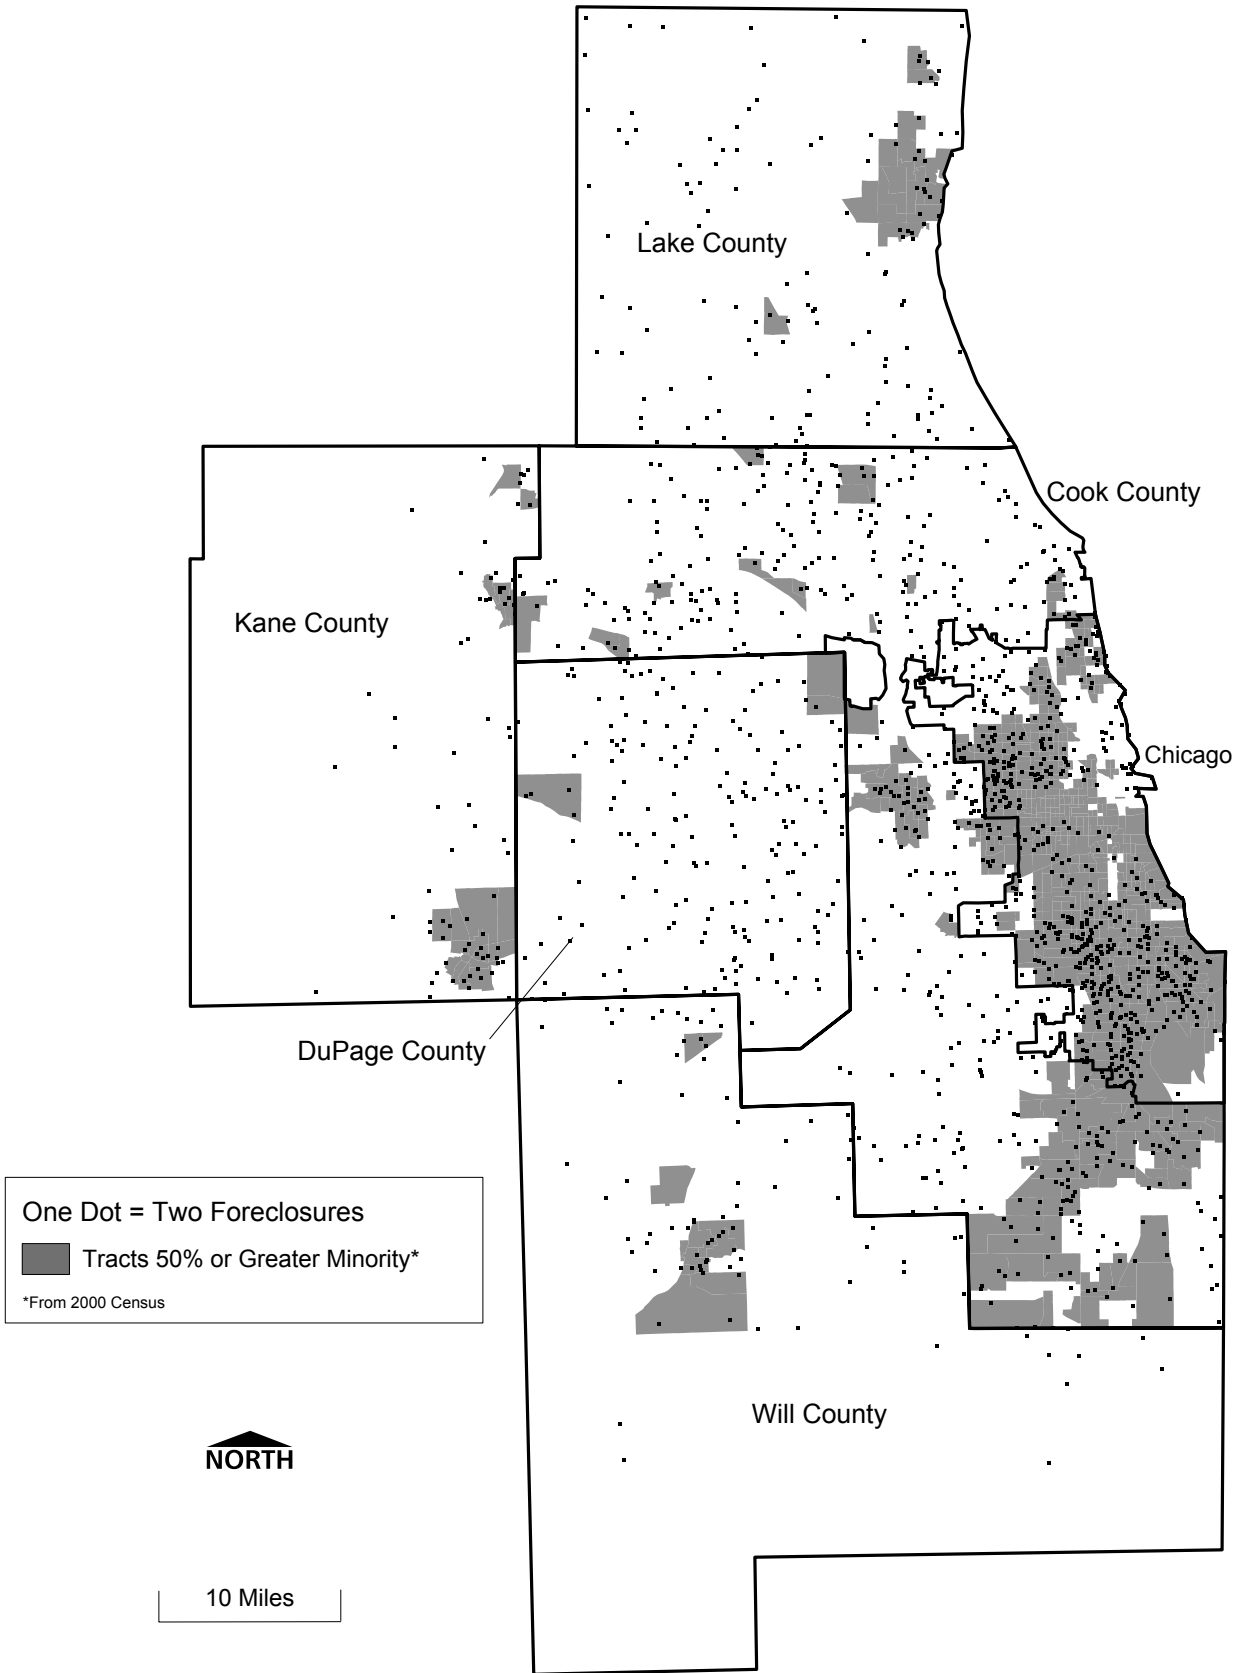 Lake County
Cook County
Kane County
Chicago
DuPage County
One Dot = Two Foreclosures
Tracts 50% or Greater Minority*
*From 2000 Census
Will County
NORTH
10 Miles